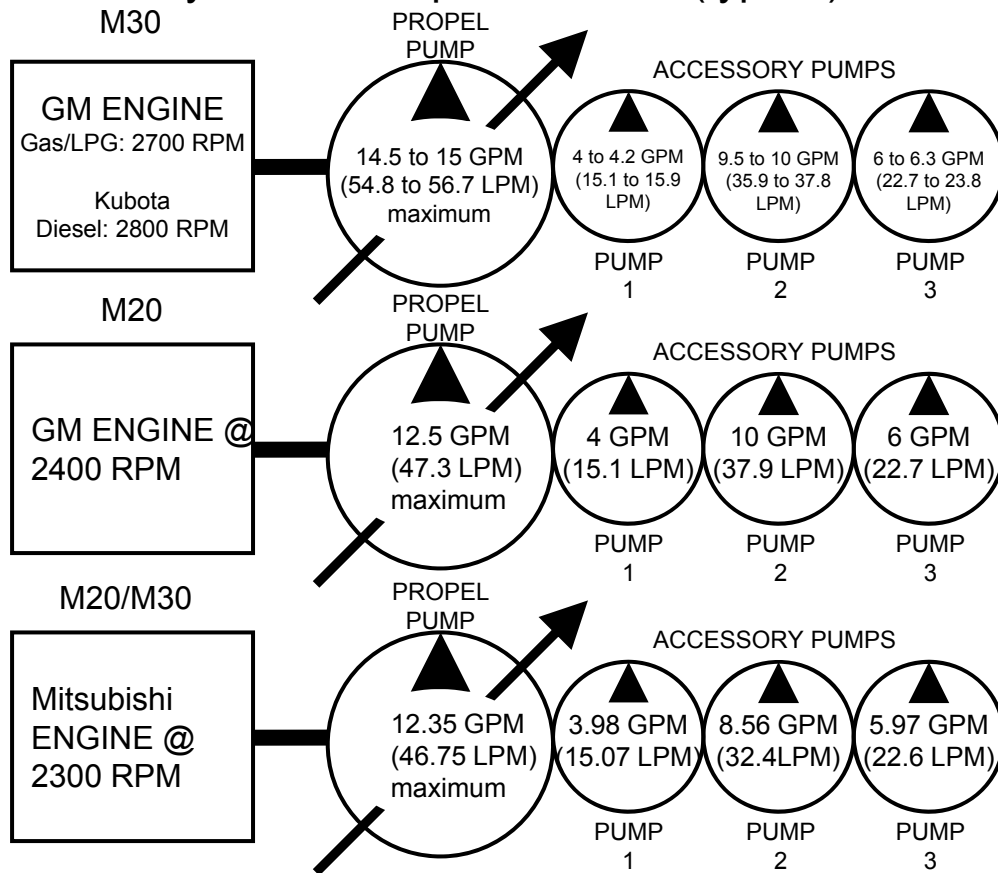 M30
PROPEL
PUMP
ACCESSORY PUMPS
GM ENGINE
Gas/LPG: 2700 RPM
Kubota
Diesel: 2800 RPM
14.5 to 15 GPM
(54.8 to 56.7 LPM)
maximum
4 to 4.2 GPM
(15.1 to 15.9
LPM)
9.5 to 10 GPM
(35.9 to 37.8
LPM)
6 to 6.3 GPM
(22.7 to 23.8
LPM)
PUMP
1
PUMP
2
PUMP
3
M20
PROPEL
PUMP
ACCESSORY PUMPS
GM ENGINE @
2400 RPM
12.5 GPM
(47.3 LPM)
maximum
4 GPM
(15.1 LPM)
10 GPM
(37.9 LPM)
6 GPM
(22.7 LPM)
PUMP
1
PUMP
2
PUMP
3
M20/M30
PROPEL
PUMP
ACCESSORY PUMPS
Mitsubishi
ENGINE @
2300 RPM
12.35 GPM
(46.75 LPM)
maximum
3.98 GPM
(15.07 LPM)
8.56 GPM
(32.4LPM)
5.97 GPM
(22.6 LPM)
PUMP
1
PUMP
2
PUMP
3